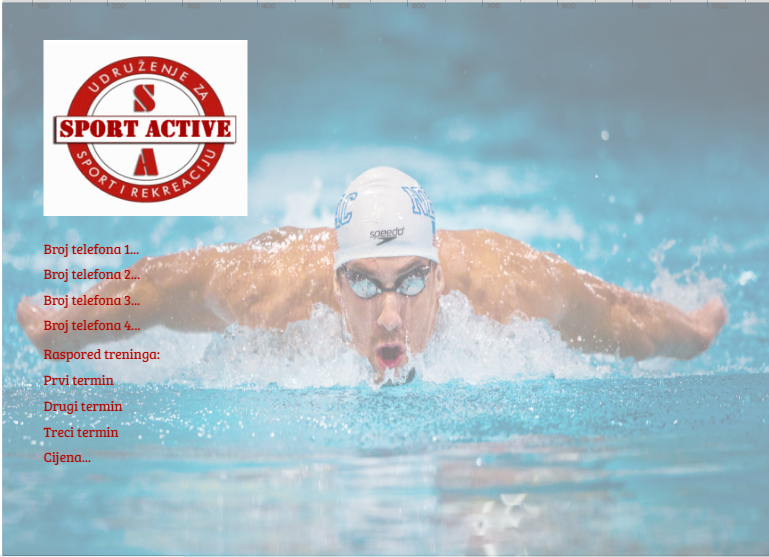 UDRUŽENJE ZA
S
SPORT ACTIVE
A
SPORT I REKREACIJU
speedo
Broj telefona 1...
Broj telefona 2...
Broj telefona 3...
Broj telefona 4...
Raspored treninga:
Prvi termin
Drugi termin
Treci termin
Cijena...